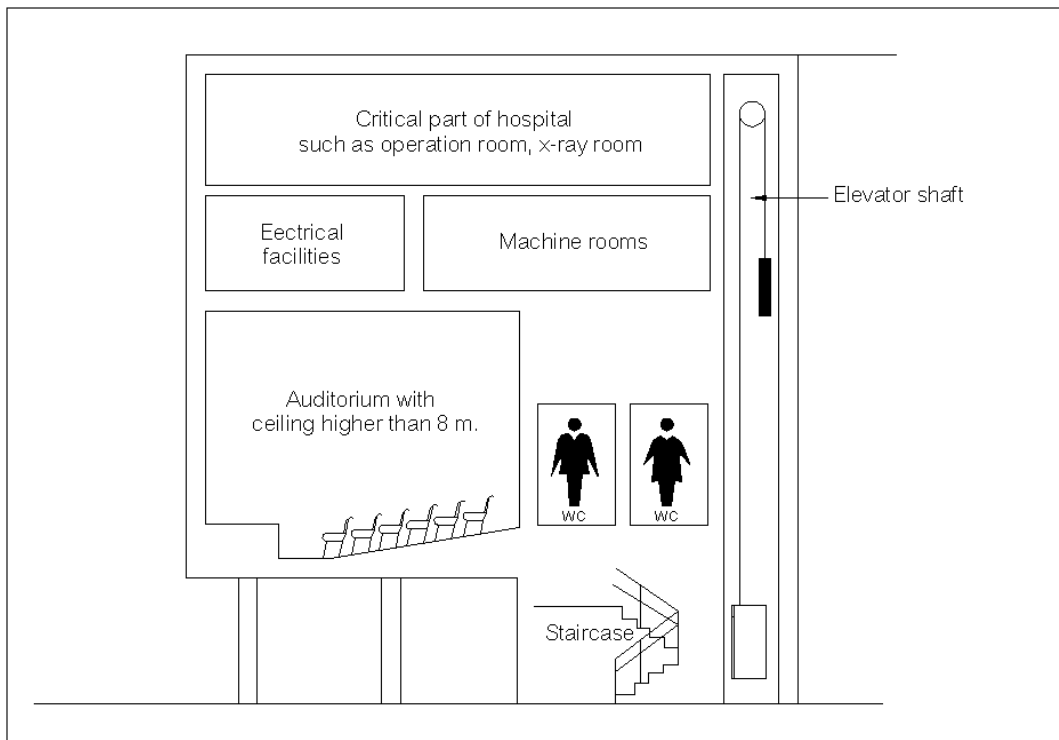 Critical part of hospital
such as operation room, x-ray room
Elevator shaft
Eectrical
facilities
Machine rooms
Auditorium with
ceiling higher than 8 m.
WC
WC
Staircase